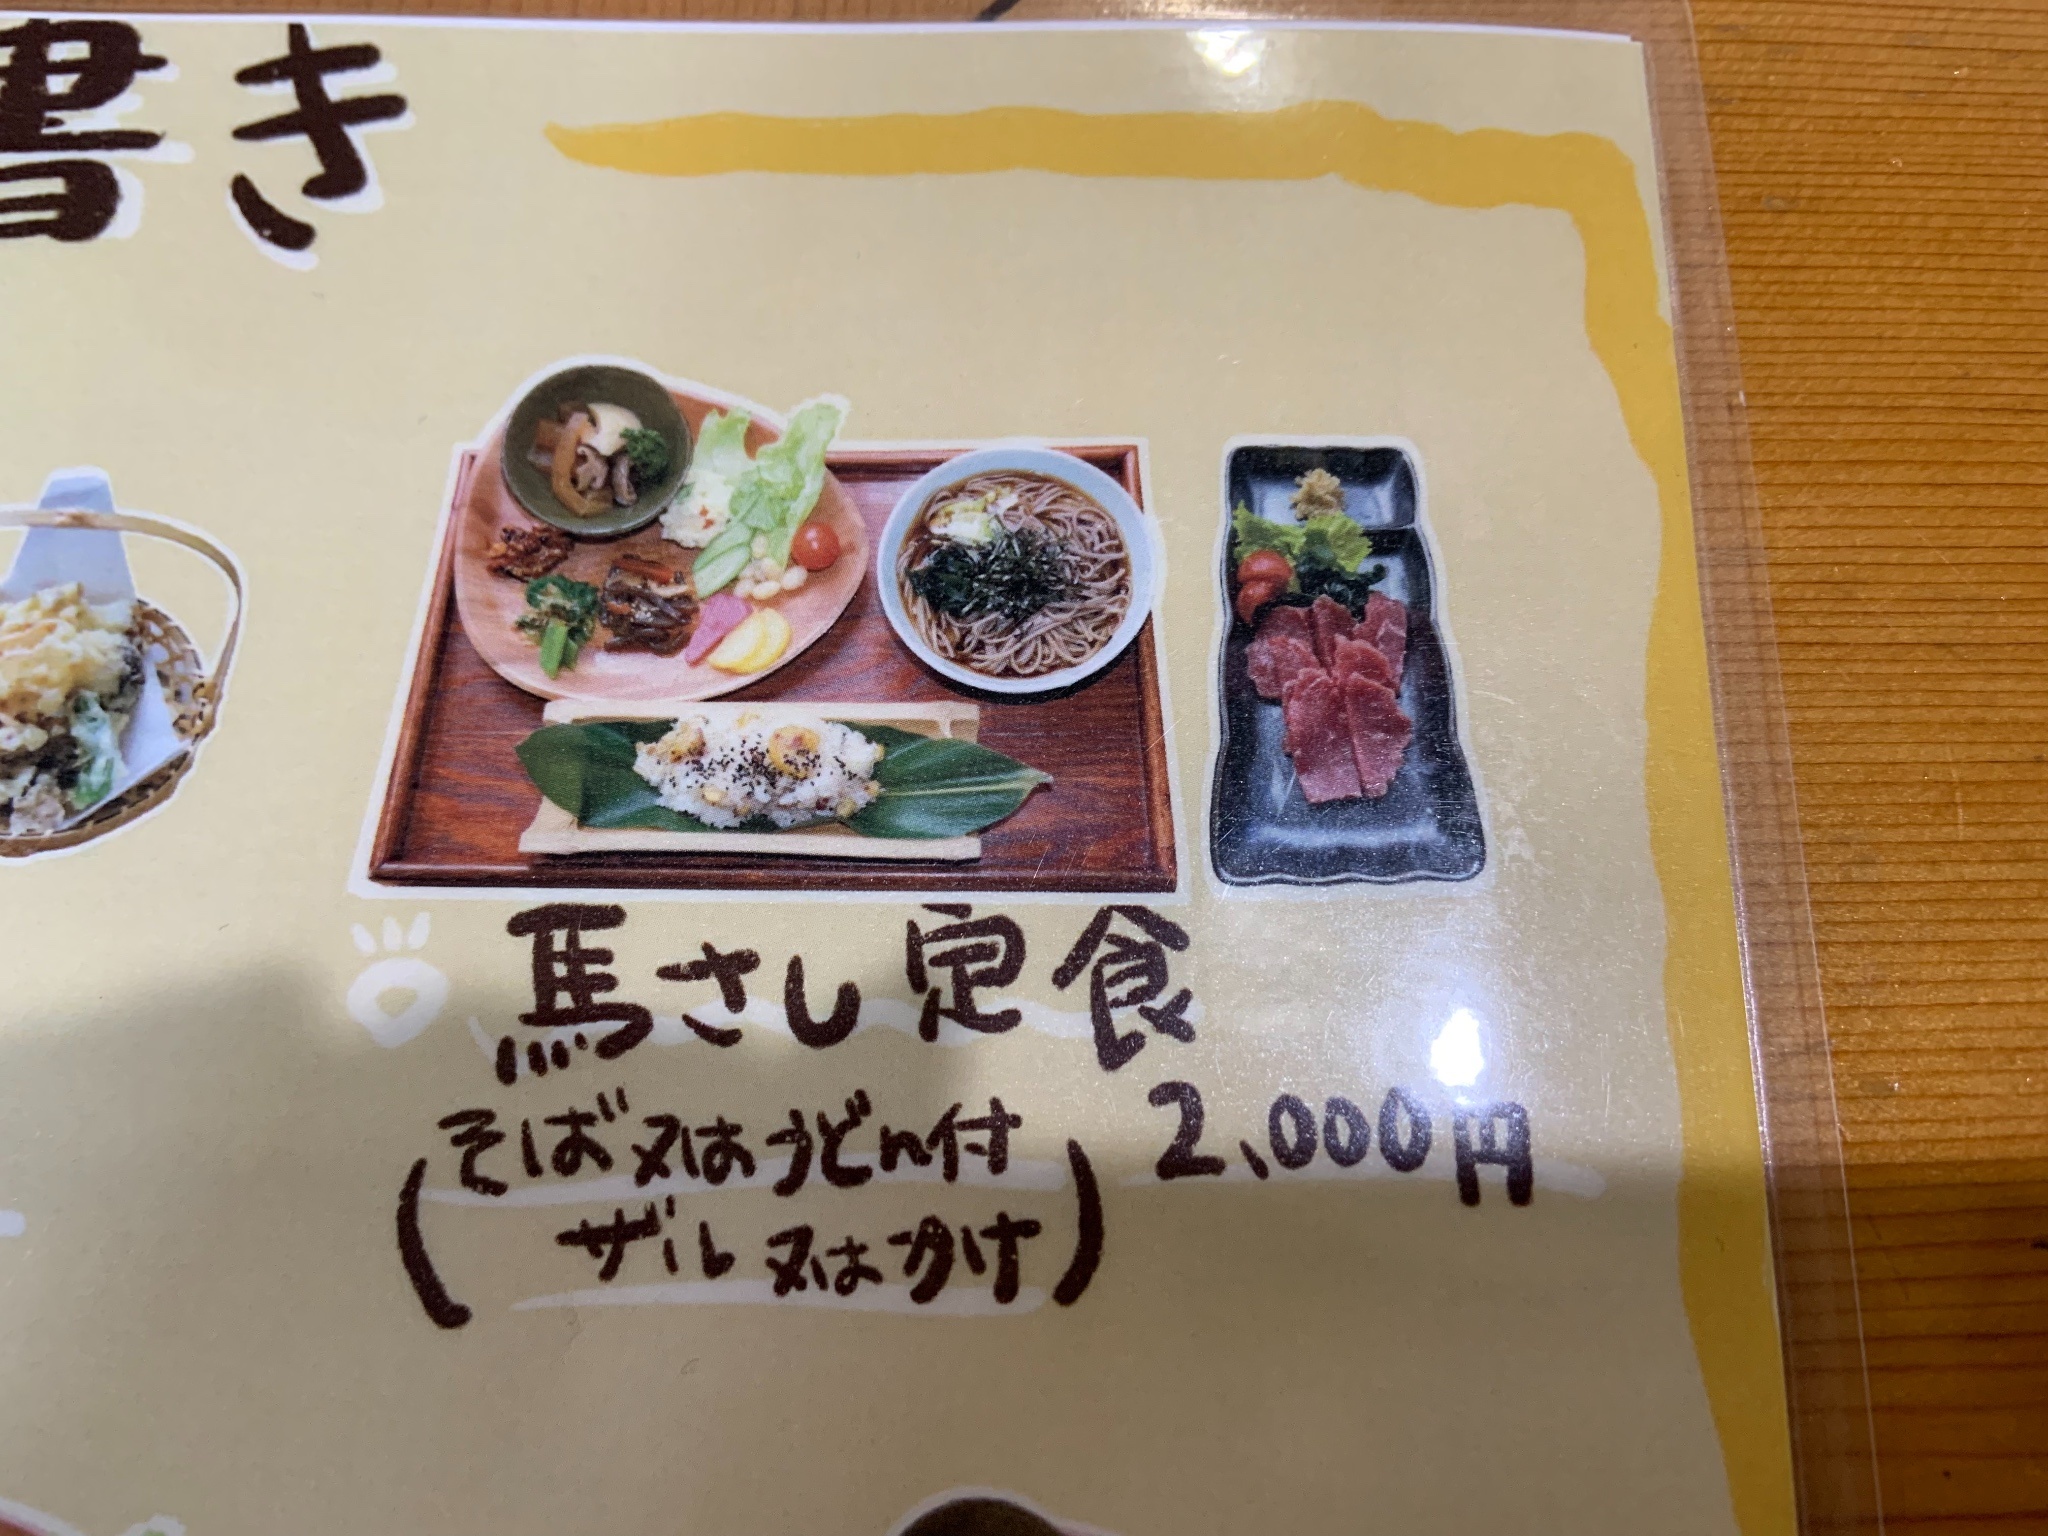 書き
馬さし定食
そば又はうどん付
2,000円
ザル又はかけ